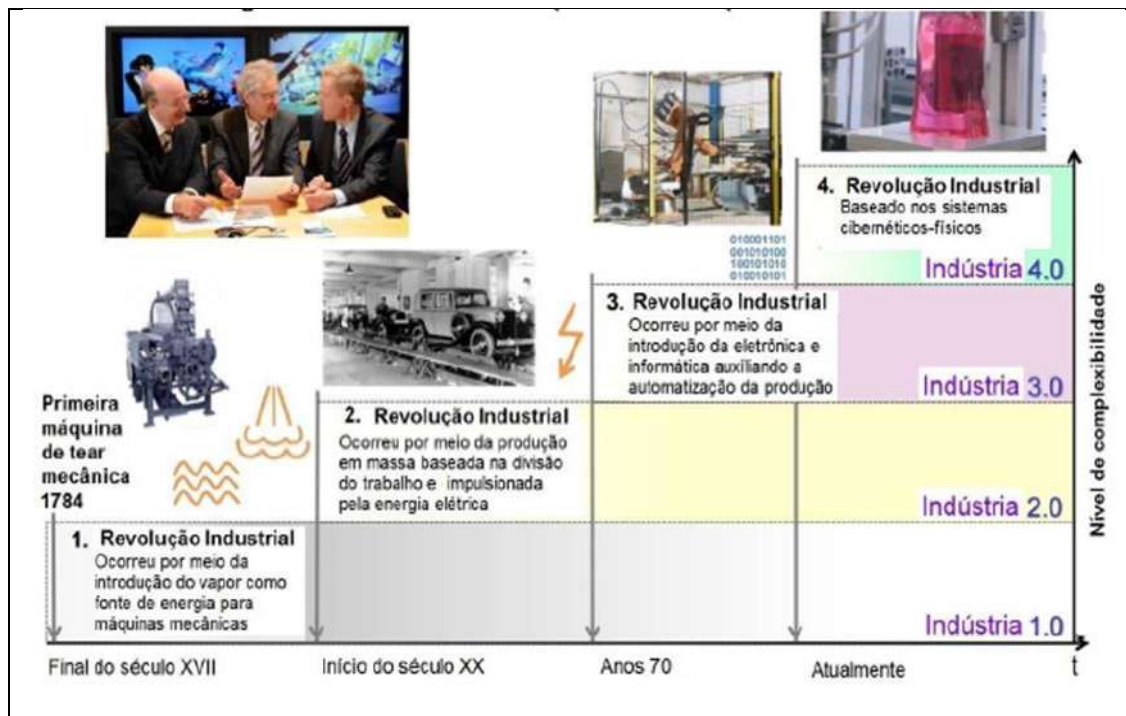 Primeira
máquina
de tear
mecânica
1784
1. Revolução Industrial
Ocorreu por meio da
introdução do vapor como
fonte de energia para
máquinas mecânicas
Indústria 1.0
2. Revolução Industrial
Ocorreu por meio da produção
em massa baseada na divisão
do trabalho e impulsionada
pela energia elétrica
Indústria 2.0
3. Revolução Industrial
Ocorreu por meio da
introdução da eletrônica e
informática auxiliando a
automatização da produção
Indústria 3.0
010001101
001010100
100101010
010010101
4. Revolução Industrial
Baseado nos sistemas
cibernéticos-físicos
Indústria 4.0
Nível de complexibilidade
Final do século XVII
Início do século XX
Anos 70
Atualmente
t